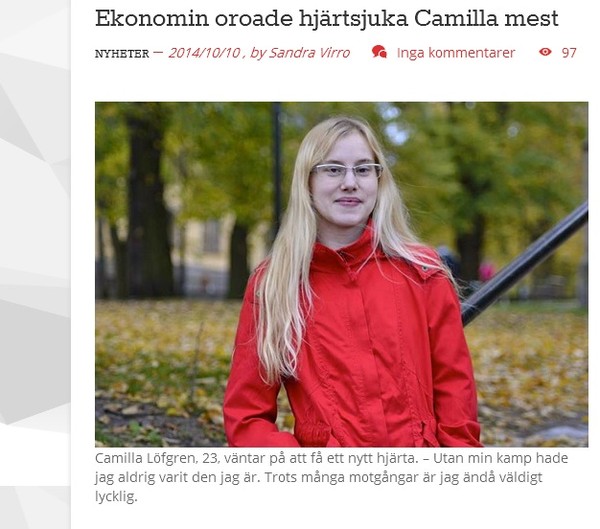 Ekonomin oroade hjärtsjuka Camilla mest
NYHETER — 2014/10/10 , by Sandra Virro Inga kommentarer 97
Camilla Löfgren, 23, väntar på att få ett nytt hjärta. – Utan min kamp hade
jag aldrig varit den jag är. Trots många motgångar är jag ändå väldigt
lycklig.